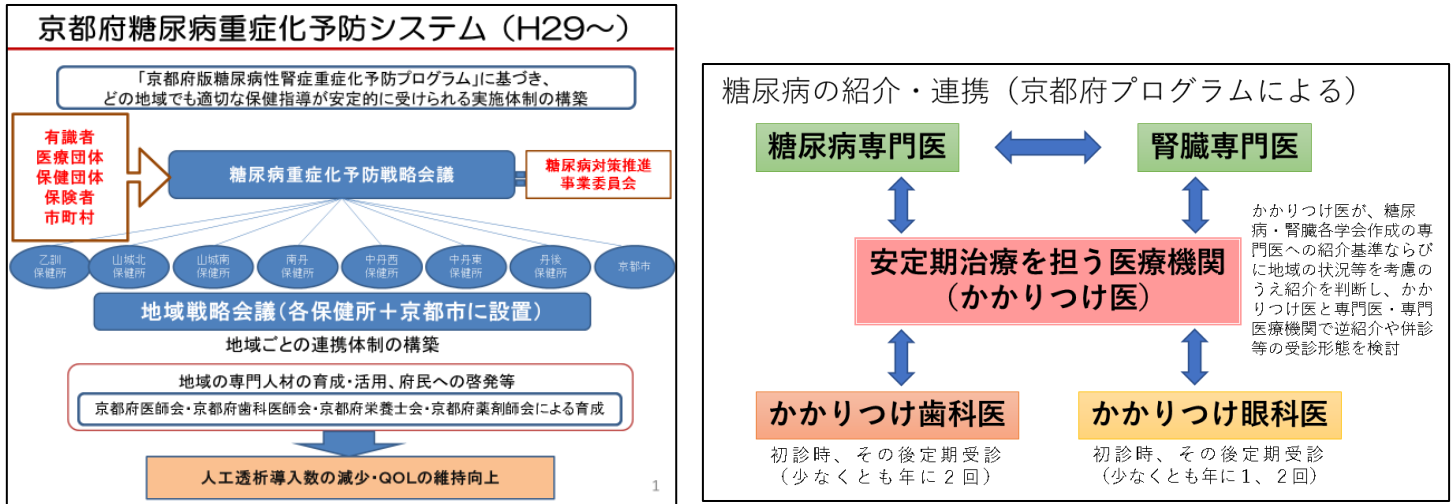 京都府糖尿病重症化予防システム（H29～）
「京都府版糖尿病性腎症重症化予防プログラム」に基づき、
どの地域でも適切な保健指導が安定的に受けられる実施体制の構築
有識者
医療団体
保健団体
保険者
市町村
糖尿病重症化予防戦略会議
糖尿病対策推進
事業委員会
乙訓
保健所
山城北
保健所
山城南
保健所
南丹
保健所
中丹西
保健所
中丹東
保健所
丹後
保健所
京都市
地域戦略会議（各保健所＋京都市に設置）
地域ごとの連携体制の構築
地域の専門人材の育成・活用、府民への啓発等
京都府医師会・京都府歯科医師会・京都府栄養士会・京都府薬剤師会による育成
人工透析導入数の減少・QOLの維持向上
1
糖尿病の紹介・連携（京都府プログラムによる）
糖尿病専門医
腎臓専門医
かかりつけ医が、糖尿
病・腎臓各学会作成の専
門医への紹介基準ならび
に地域の状況等を考慮の
うえ紹介を判断し、かか
りつけ医と専門医・専門
医療機関で逆紹介や併診
等の受診形態を検討
安定期治療を担う医療機関
（かかりつけ医）
かかりつけ歯科医
初診時、その後定期受診
（少なくとも年に２回）
かかりつけ眼科医
初診時、その後定期受診
（少なくとも年に１、２回）